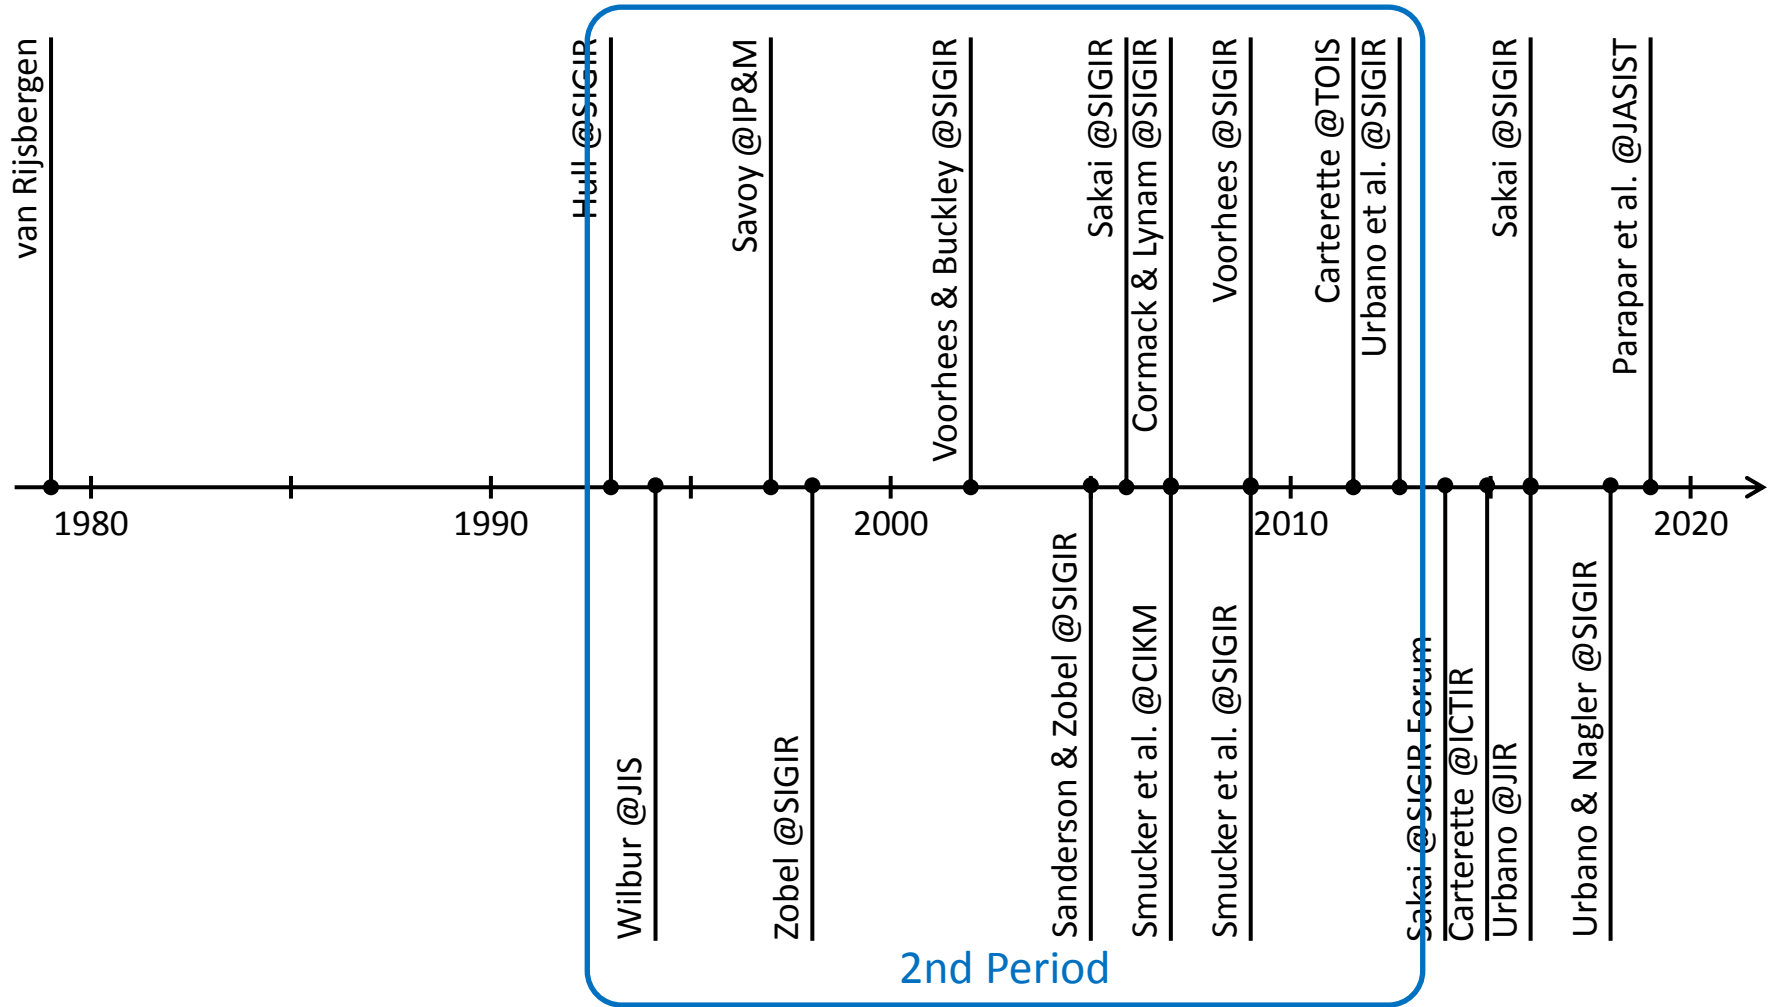 van Rijsbergen
Hull @SIGIR
Savoy @IP&M
Voorhees & Buckley @SIGIR
Sakai @SIGIR
Cormack & Lynam @SIGIR
Voorhees @SIGIR
Carterette @TOIS
Urbano et al. @SIGIR
Sakai @SIGIR
Parapar et al. @JASIST
1980
1990
2000
2010
2020
Wilbur @JIS
Zobel @SIGIR
Sanderson & Zobel @SIGIR
Smucker et al. @CIKM
Smucker et al. @SIGIR
Sakai @SIGIR Forum
Carterette @ICTIR
Urbano @JIR
Urbano & Nagler @SIGIR
2nd Period